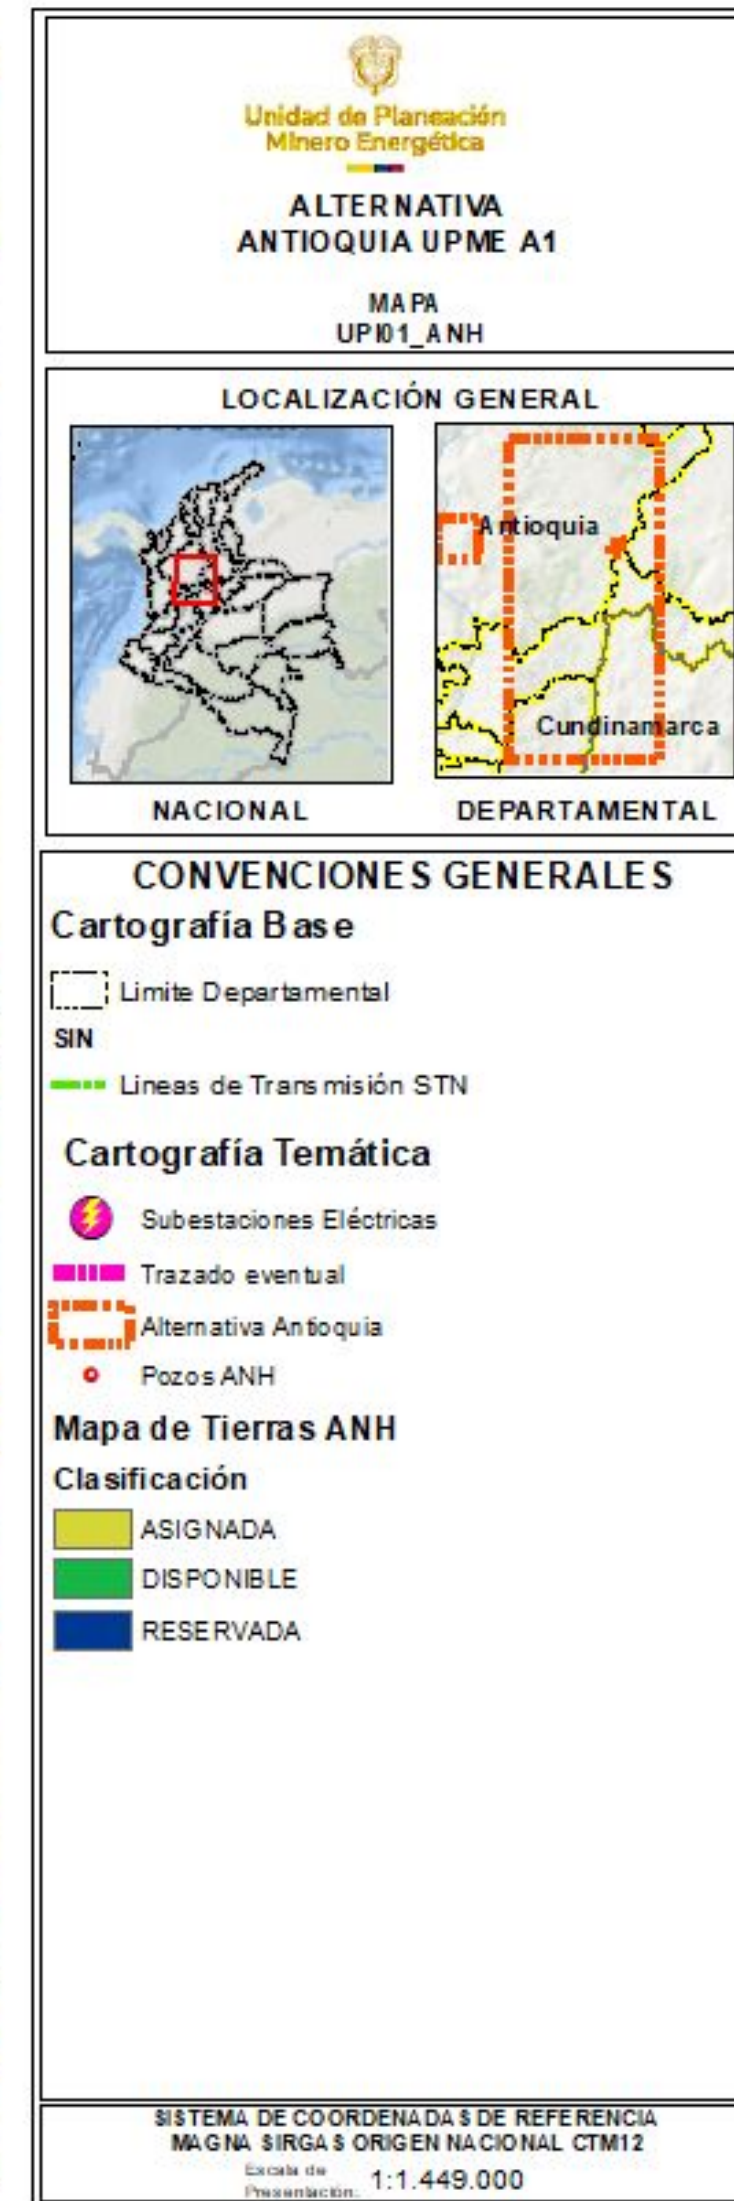 Unidad de Planeación
Minero Energética
ALTERNATIVA
ANTIOQUIA UPME A1
MAPA
UPI01_ANH
LOCALIZACIÓN GENERAL
Antioquia
Cundinamarca
NACIONAL
DEPARTAMENTAL
CONVENCIONES GENERALES
Cartografía Base
Limite Departamental
SIN
Lineas de Transmisión STN
Cartografía Temática
Subestaciones Eléctricas
Trazado eventual
Alternativa Antioquia
Pozos ANH
Mapa de Tierras ANH
Clasificación
ASIGNADA
DISPONIBLE
RESERVADA
SISTEMA DE COORDENADAS DE REFERENCIA
MAGNA SIRGAS ORIGEN NACIONAL CTM12
Escala de
Presentación: 1:1.449.000